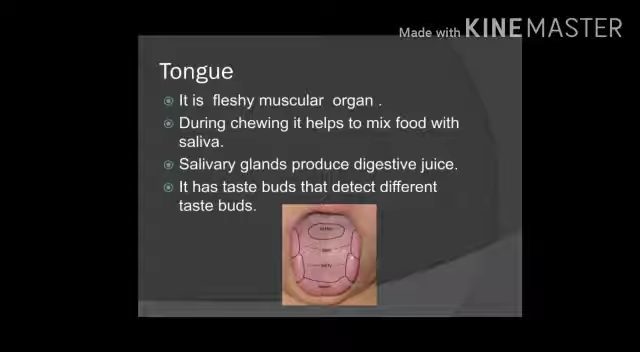 Made with KINEMASTER
Tongue
It is fleshy muscular organ .
During chewing it helps to mix food with
saliva.
Salivary glands produce digestive juice.
It has taste buds that detect different
taste buds.